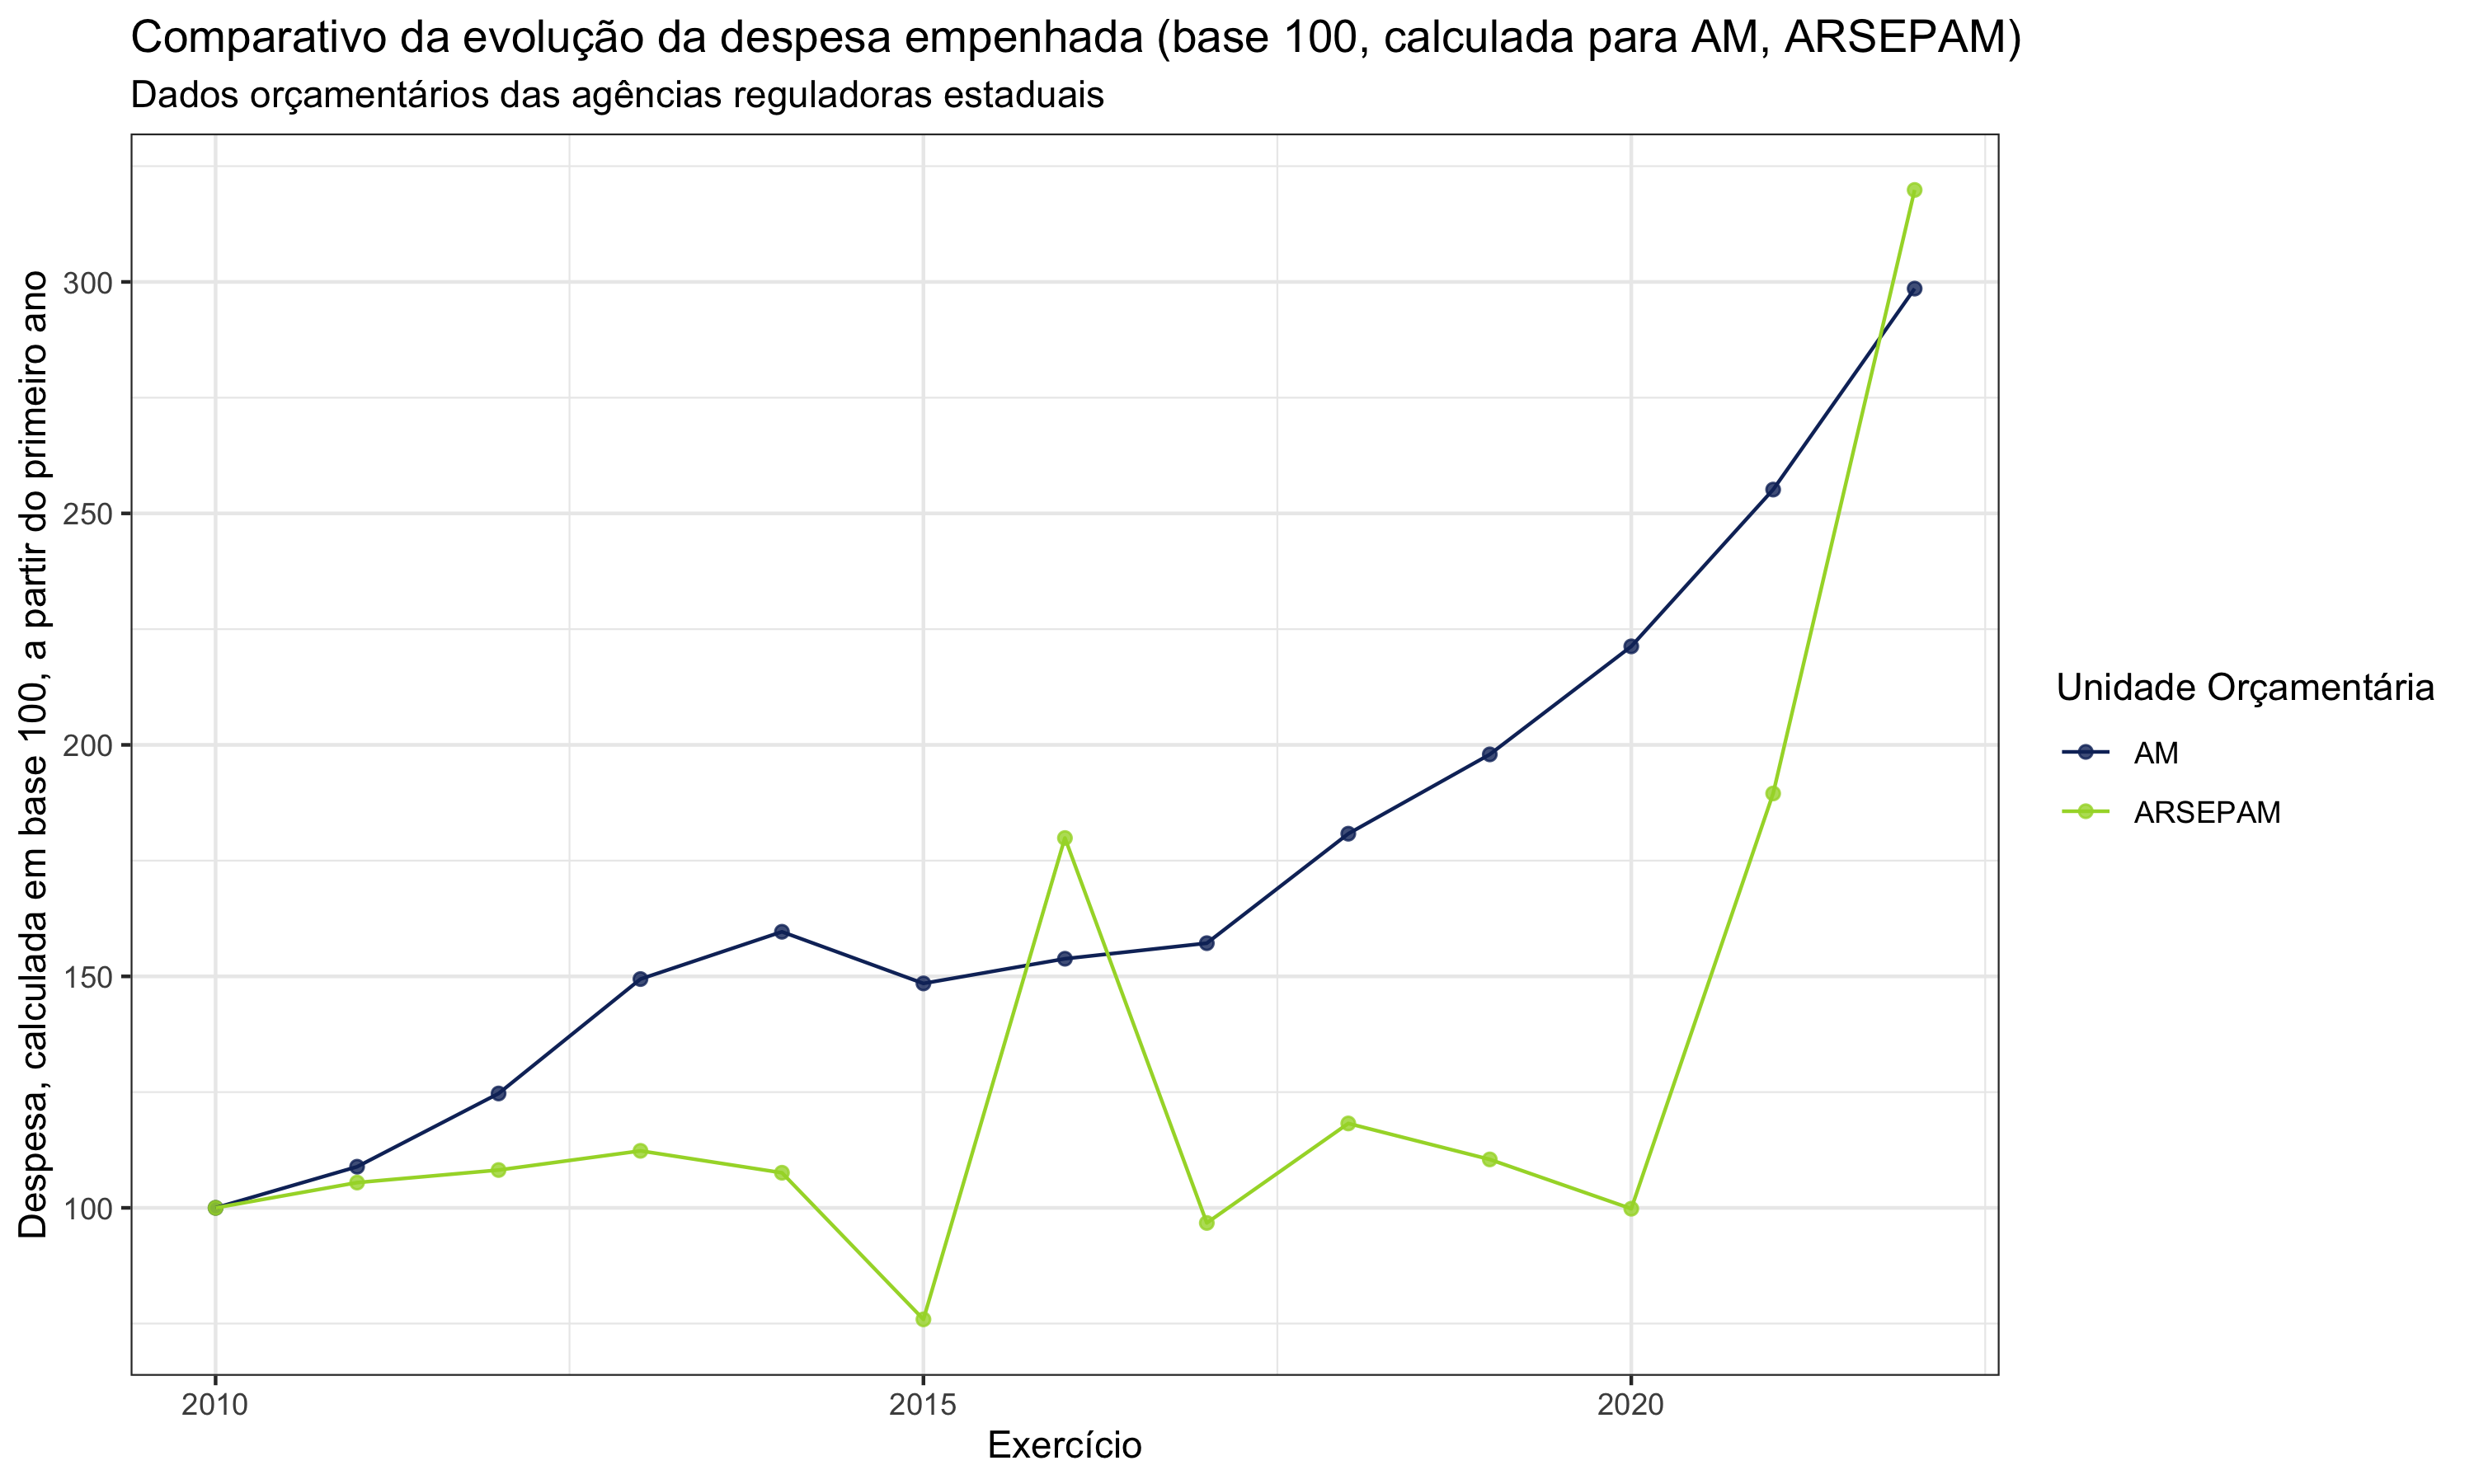 Comparativo da evolução da despesa empenhada (base 100, calculada para AM, ARSEPAM)
Dados orçamentários das agências reguladoras estaduais
Despesa, calculada em base 100, a partir do primeiro ano
300
250
200
150
100
2010
2015
2020
Exercício
Unidade Orçamentária
AM
ARSEPAM